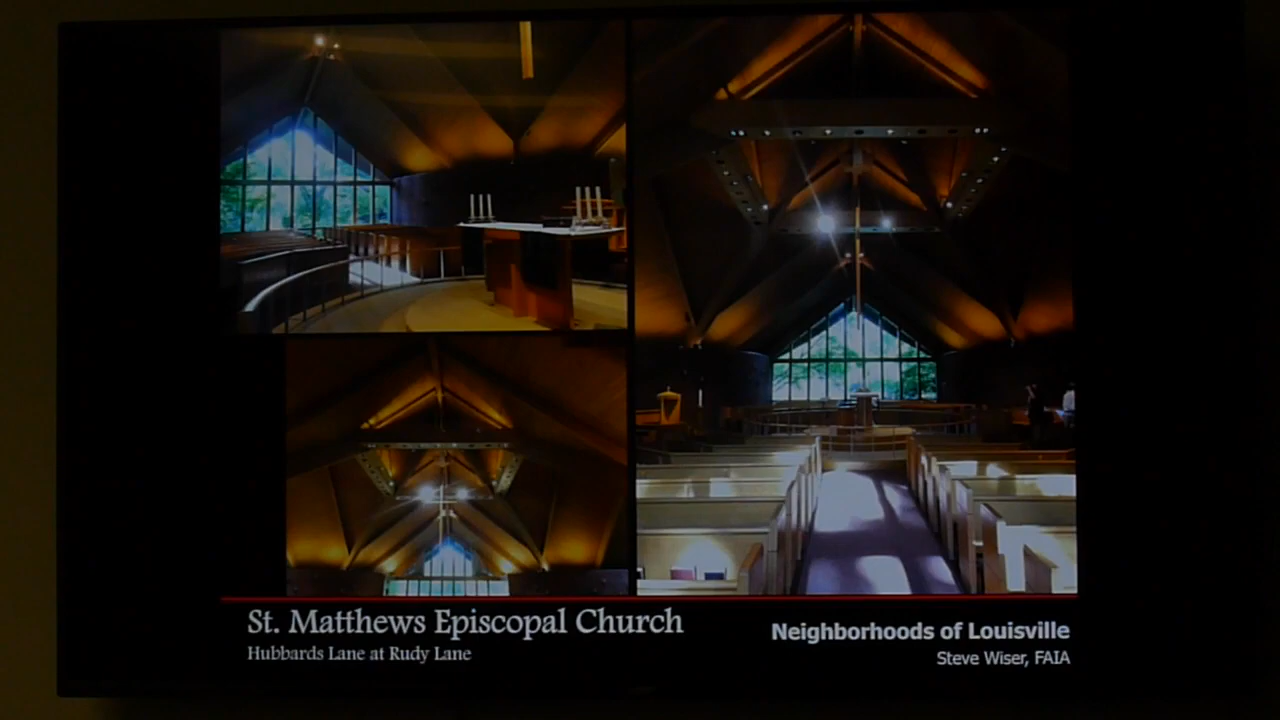 St. Matthews Episcopal Church
Hubbards Lane at Rudy Lane
Neighborhoods of Louisville
Steve Wiser, FAIA